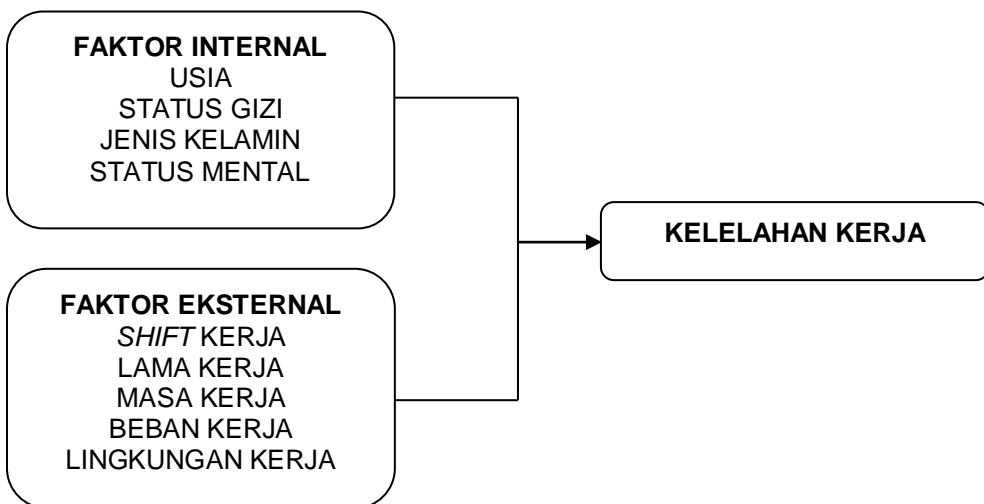 FAKTOR INTERNAL
USIA
STATUS GIZI
JENIS KELAMIN
STATUS MENTAL
KELELAHAN KERJA
FAKTOR EKSTERNAL
SHIFT KERJA
LAMA KERJA
MASA KERJA
BEBAN KERJA
LINGKUNGAN KERJA